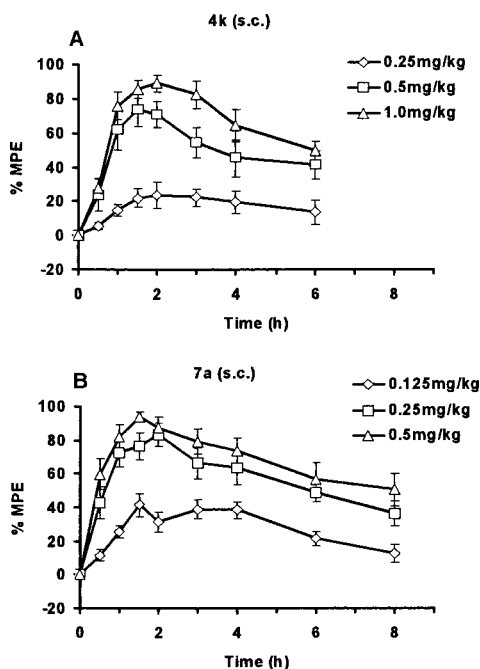 4k (s.c.)
A
0.25mg/kg
0.5mg/kg
1.0mg/kg
% MPE
100
80
60
40
20
0
-20
0 2 4 6 8
Time (h)
7a (s.c.)
B
0.125mg/kg
0.25mg/kg
0.5mg/kg
% MPE
100
80
60
40
20
0
-20
0 2 4 6 8
Time (h)